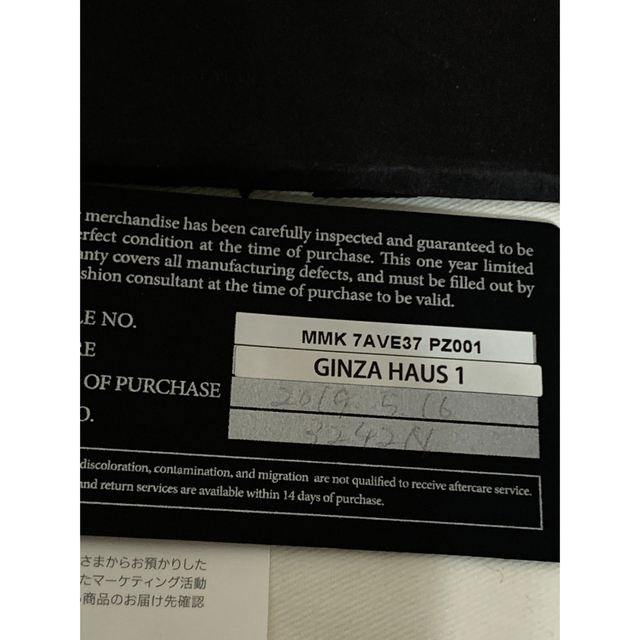 merchandise has been carefully inspected and guaranteed to be
rfect condition at the time of purchase. This one year limited
anty covers all manufacturing defects, and must be filled out by
shion consultant at the time of purchase to be valid.
LE NO.
MMK 7AVE37 PZ001
RE
GINZA HAUS 1
OF PURCHASE
2019 5 16
O.
3242N
discoloration, contamination, and migration are not qualified to receive aftercare service.
and return services are available within 14 days of purchase.
さまからお預かりした
たマーケティング活動
商品のお届け先確認